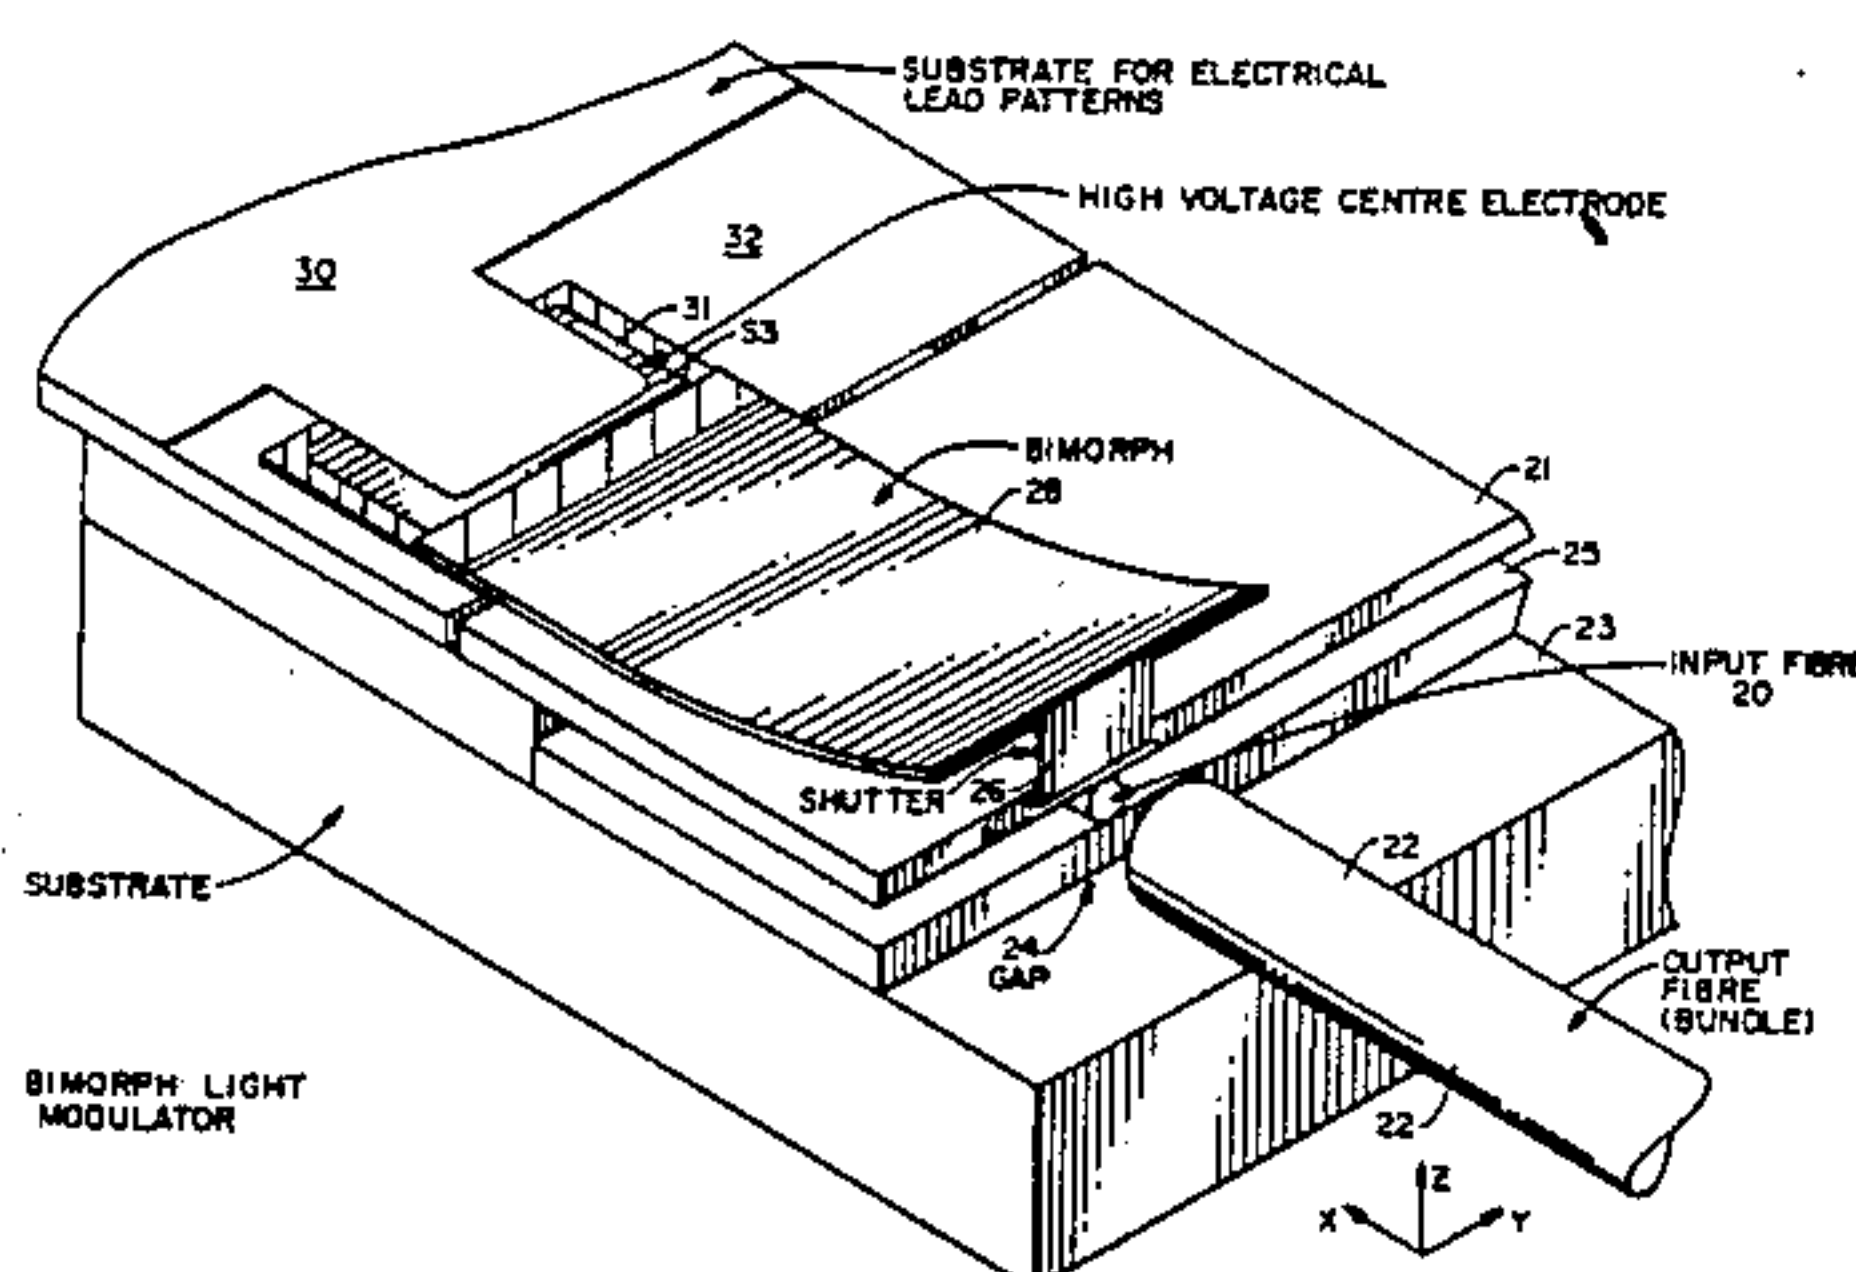 SUBSTRATE FOR ELECTRICAL
LEAD PATTERNS
HIGH VOLTAGE CENTRE ELECTRODE
32
30
31
S3
BIMORPH
28
21
25
23
INPUT FIBRE
20
SHUTTER
26
22
SUBSTRATE
24
GAP
OUTPUT
FIBRE
(BUNDLE)
BIMORPH LIGHT
MODULATOR
22
Z
X
Y